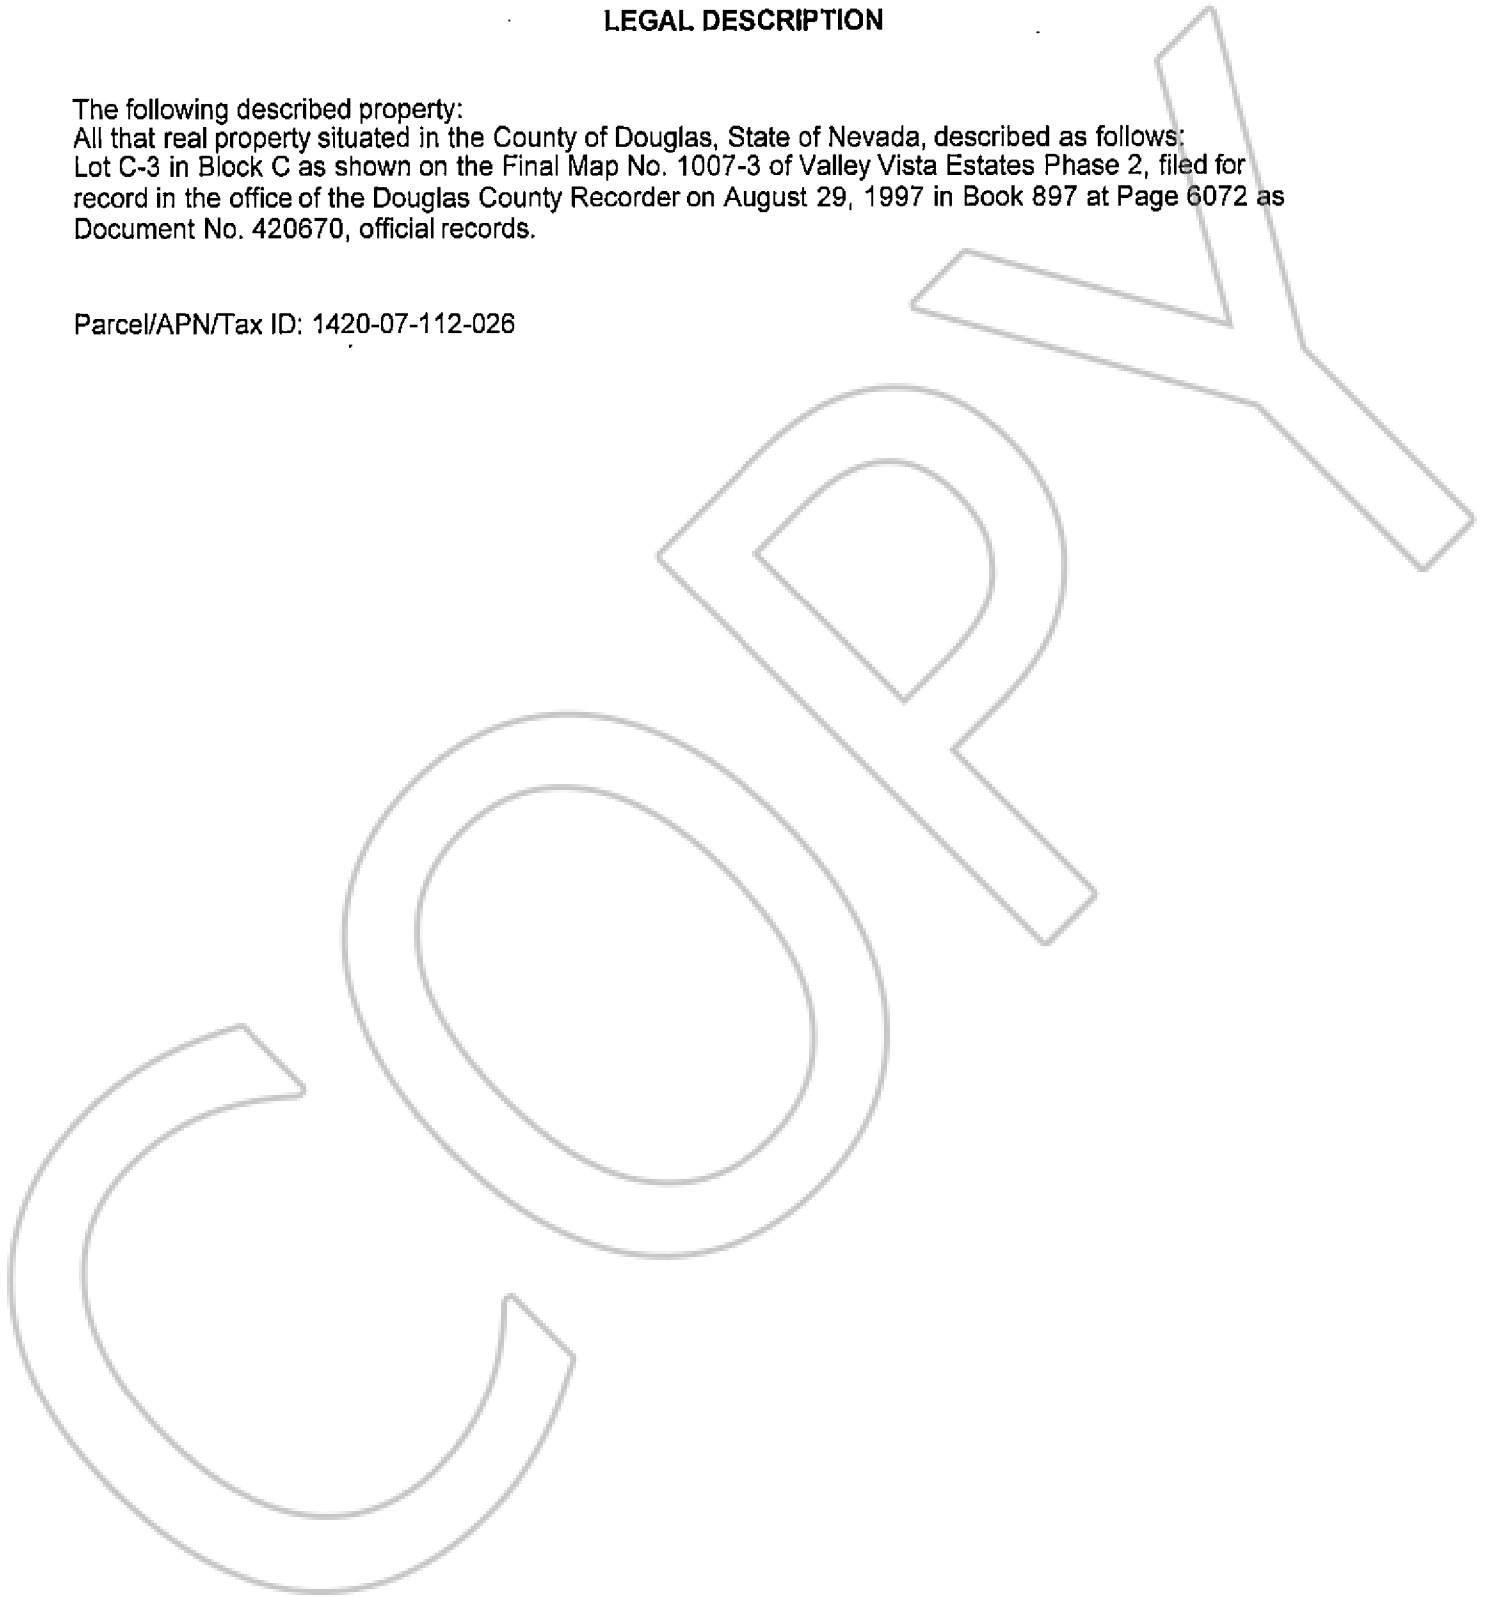 LEGAL DESCRIPTION
The following described property:
All that real property situated in the County of Douglas, State of Nevada, described as follows:
Lot C-3 in Block C as shown on the Final Map No. 1007-3 of Valley Vista Estates Phase 2, filed for
record in the office of the Douglas County Recorder on August 29, 1997 in Book 897 at Page 6072 as
Document No. 420670, official records.
Parcel/APN/Tax ID: 1420-07-112-026
COPY